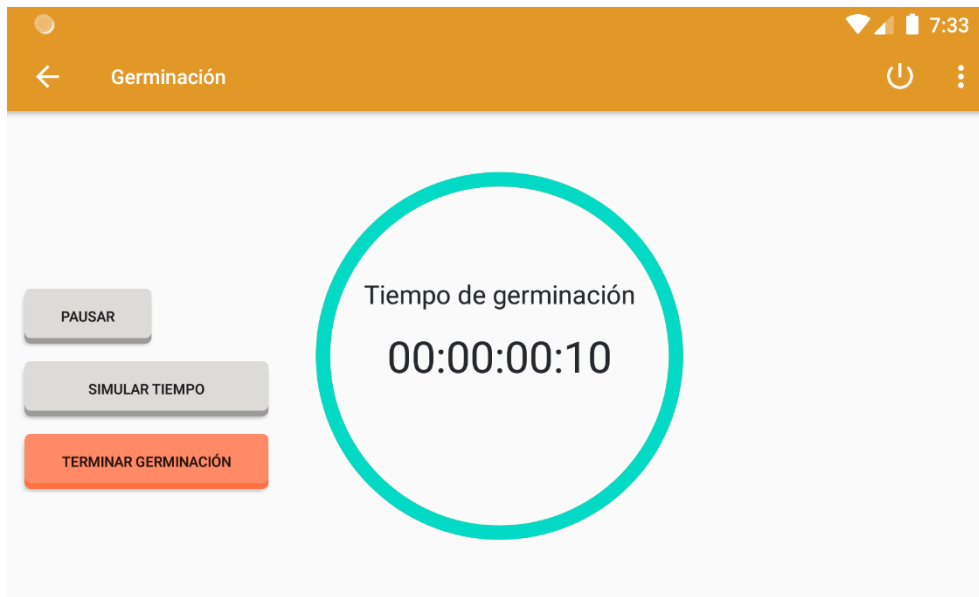 7:33
Germinación
Tiempo de germinación
00:00:00:10
PAUSAR
SIMULAR TIEMPO
TERMINAR GERMINACIÓN